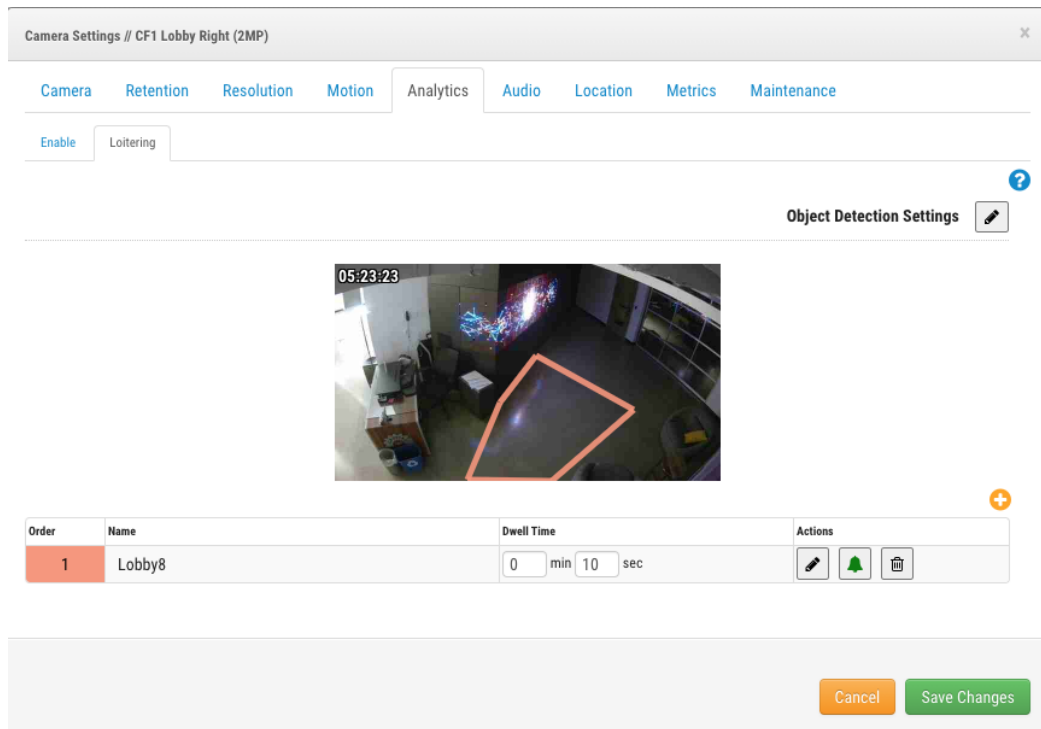 Camera Settings // CF1 Lobby Right (2MP) ×
Camera Retention Resolution Motion Analytics Audio Location Metrics Maintenance
Enable Loitering
?
Object Detection Settings
05:23:23
Order Name Dwell Time Actions
1 Lobby8 0 min 10 sec
Cancel Save Changes